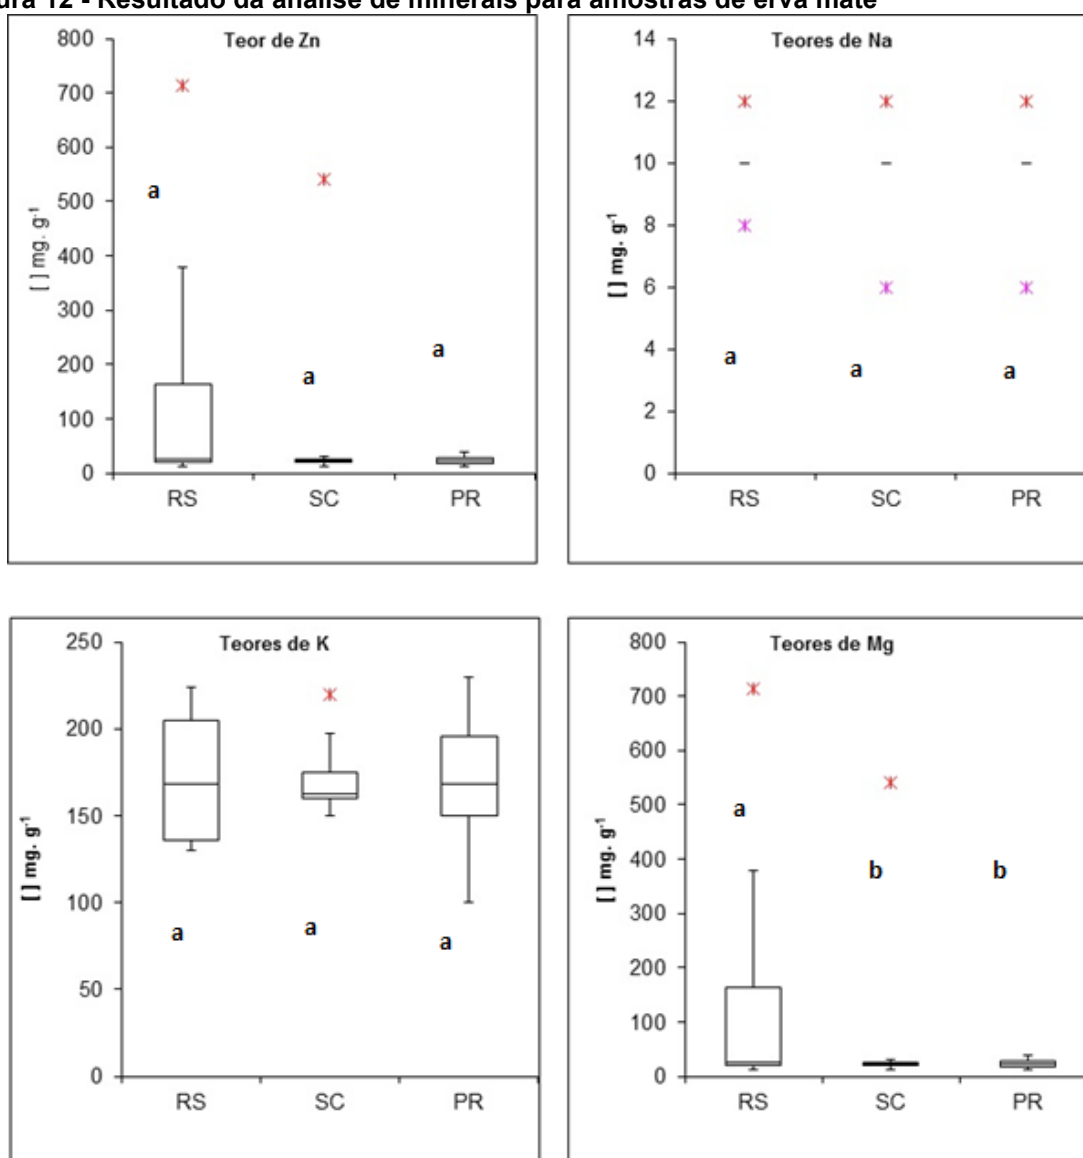 ura 12 - Resultado da análise de minerais para amostras de erva mate
Teor de Zn
800
700
600
500
400
300
200
100
0
[ ] mg. g-1
a
a
a
RS SC PR
Teores de Na
14
12
10
8
6
4
2
0
[ ] mg. g-1
a
a
a
RS SC PR
Teores de K
250
200
150
100
50
0
[ ] mg. g-1
a
a
a
RS SC PR
Teores de Mg
800
700
600
500
400
300
200
100
0
[ ] mg. g-1
a
b
b
RS SC PR